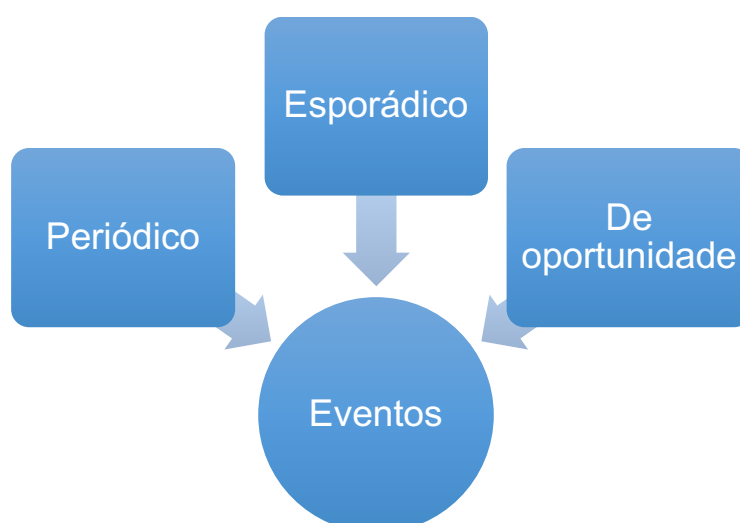 Esporádico
Periódico
De
oportunidade
Eventos